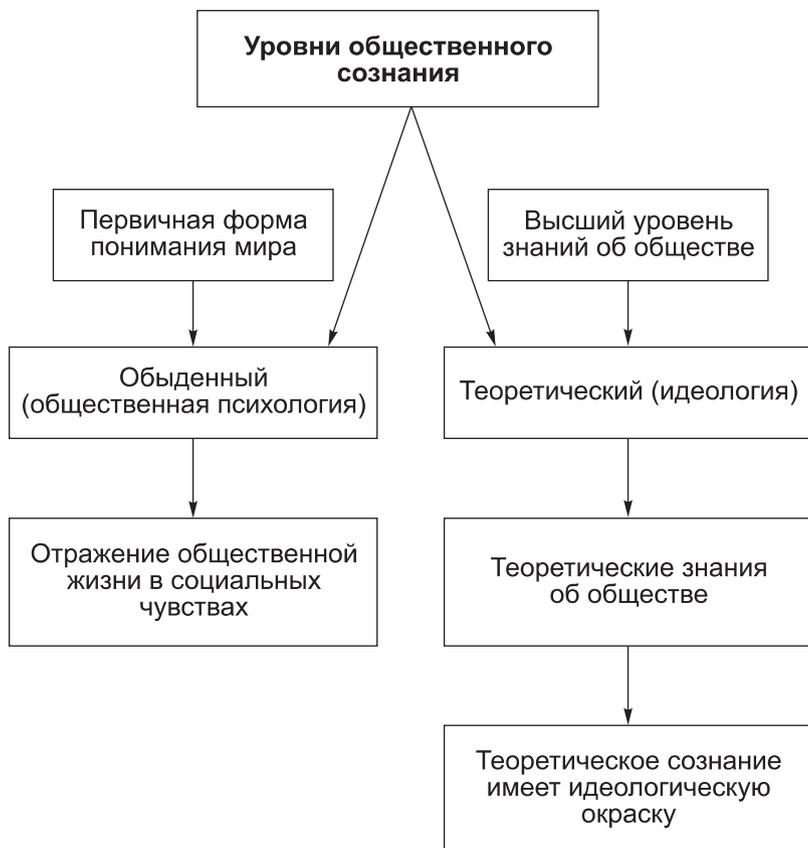 Уровни общественного
сознания
Первичная форма
понимания мира
Высший уровень
знаний об обществе
Обыденный
(общественная психология)
Теоретический (идеология)
Отражение общественной
жизни в социальных
чувствах
Теоретические знания
об обществе
Теоретическое сознание
имеет идеологическую
окраску